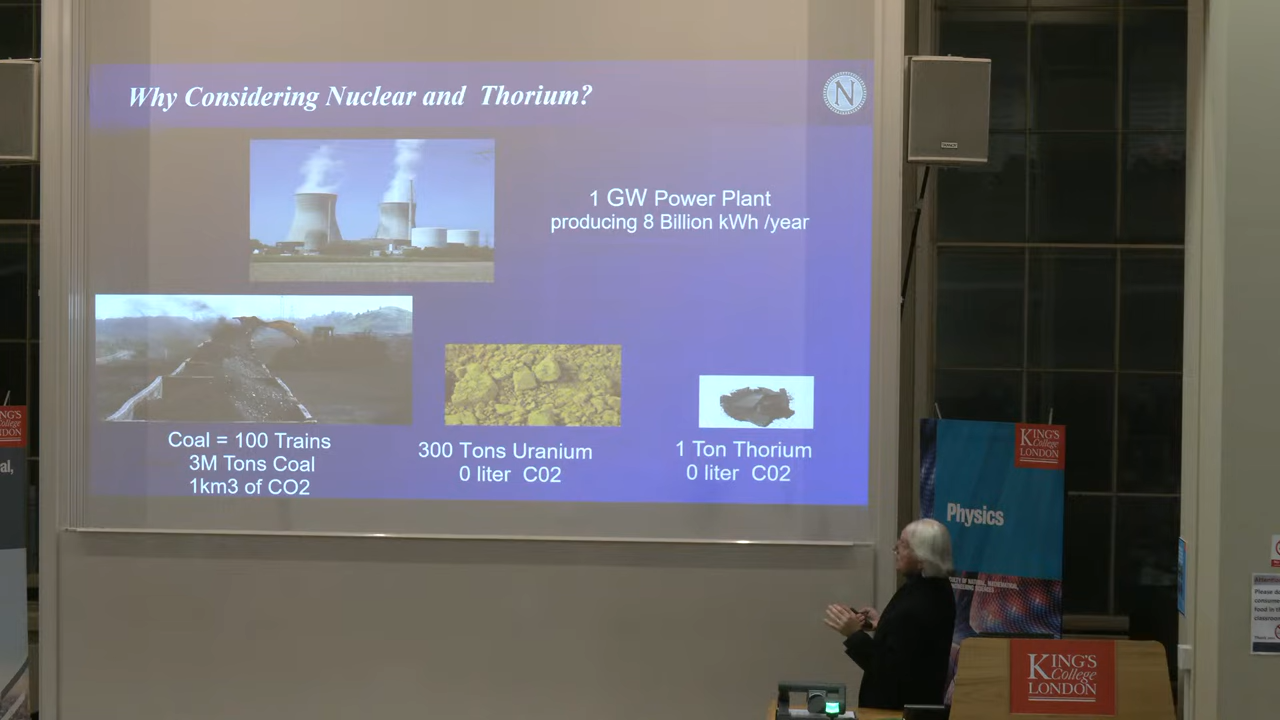 Why Considering Nuclear and Thorium?
N
1 GW Power Plant
producing 8 Billion kWh /year
Coal = 100 Trains
3M Tons Coal
1km3 of CO2
300 Tons Uranium
0 liter C02
1 Ton Thorium
0 liter C02
KING'S
College
LONDON
Physics
KING'S
College
LONDON